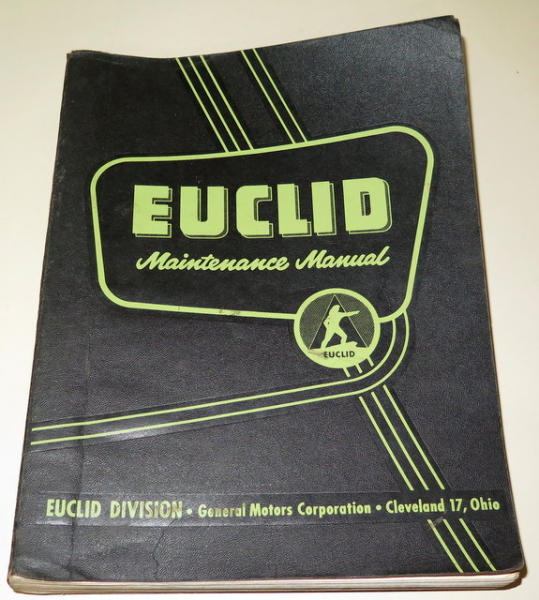 EUCLID
Maintenance Manual
EUCLID
EUCLID DIVISION • General Motors Corporation • Cleveland 17, Ohio